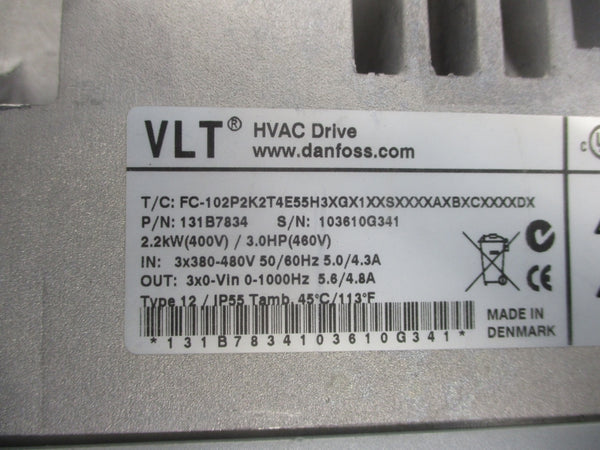 VLT® HVAC Drive
www.danfoss.com
T/C: FC-102P2K2T4E55H3XGX1XXSXXXXAXBXCXXXXDX
P/N: 131B7834 S/N: 103610G341
2.2kW(400V) / 3.0HP(460V)
IN: 3x380-480V 50/60Hz 5.0/4.3A
OUT: 3x0-Vin 0-1000Hz 5.6/4.8A
Type 12 / IP55 Tamb. 45°C/113°F
CE
MADE IN
DENMARK
*131B7834103610G341*